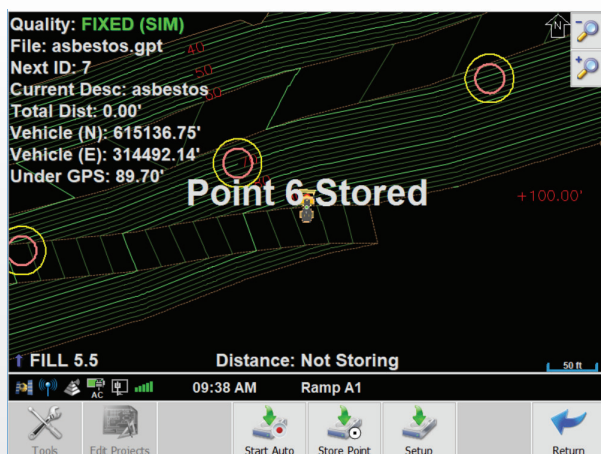 Quality: FIXED (SIM)
File: asbestos.gpt
Next ID: 7
Current Desc: asbestos
Total Dist: 0.00'
Vehicle (N): 615136.75'
Vehicle (E): 314492.14'
Under GPS: 89.70'
N
40
50
60
Point 6 Stored
+100.00'
FILL 5.5
Distance: Not Storing
50 ft
AC
09:38 AM
Ramp A1
Tools
Edit Projects
Start Auto
Store Point
Setup
Return